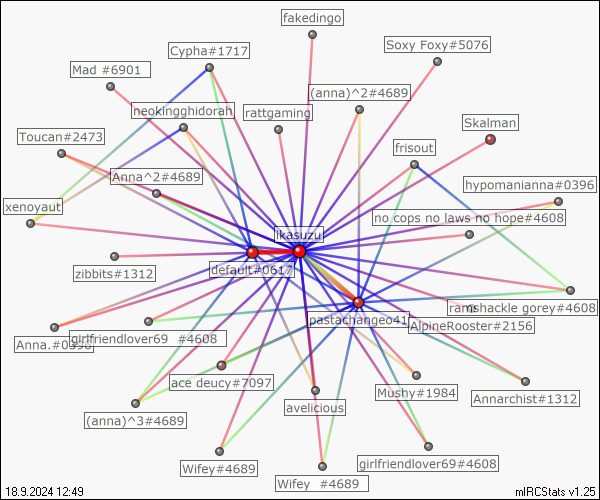 fakedingo
Soxy Foxy#5076
Cypha#1717
Mad #6901
(anna)^2#4689
neokingghidorah
rattgaming
Skalman
Toucan#2473
frisout
Anna^2#4689
hypomanianna#0396
xenoyaut
no cops no laws no hope#4608
jkasuzu
default#0617
zibbits#1312
ramshackle gorey#4608
pastachangeo41
AlpineRooster#2156
girlfriendlover69 #4608
Anna.#0396
ace deucy#7097
Mushy#1984
Annarchist#1312
avelicious
(anna)^3#4689
Wifey#4689
girlfriendlover69#4608
Wifey #4689
18.9.2024 12:49
mIRCStats v1.25